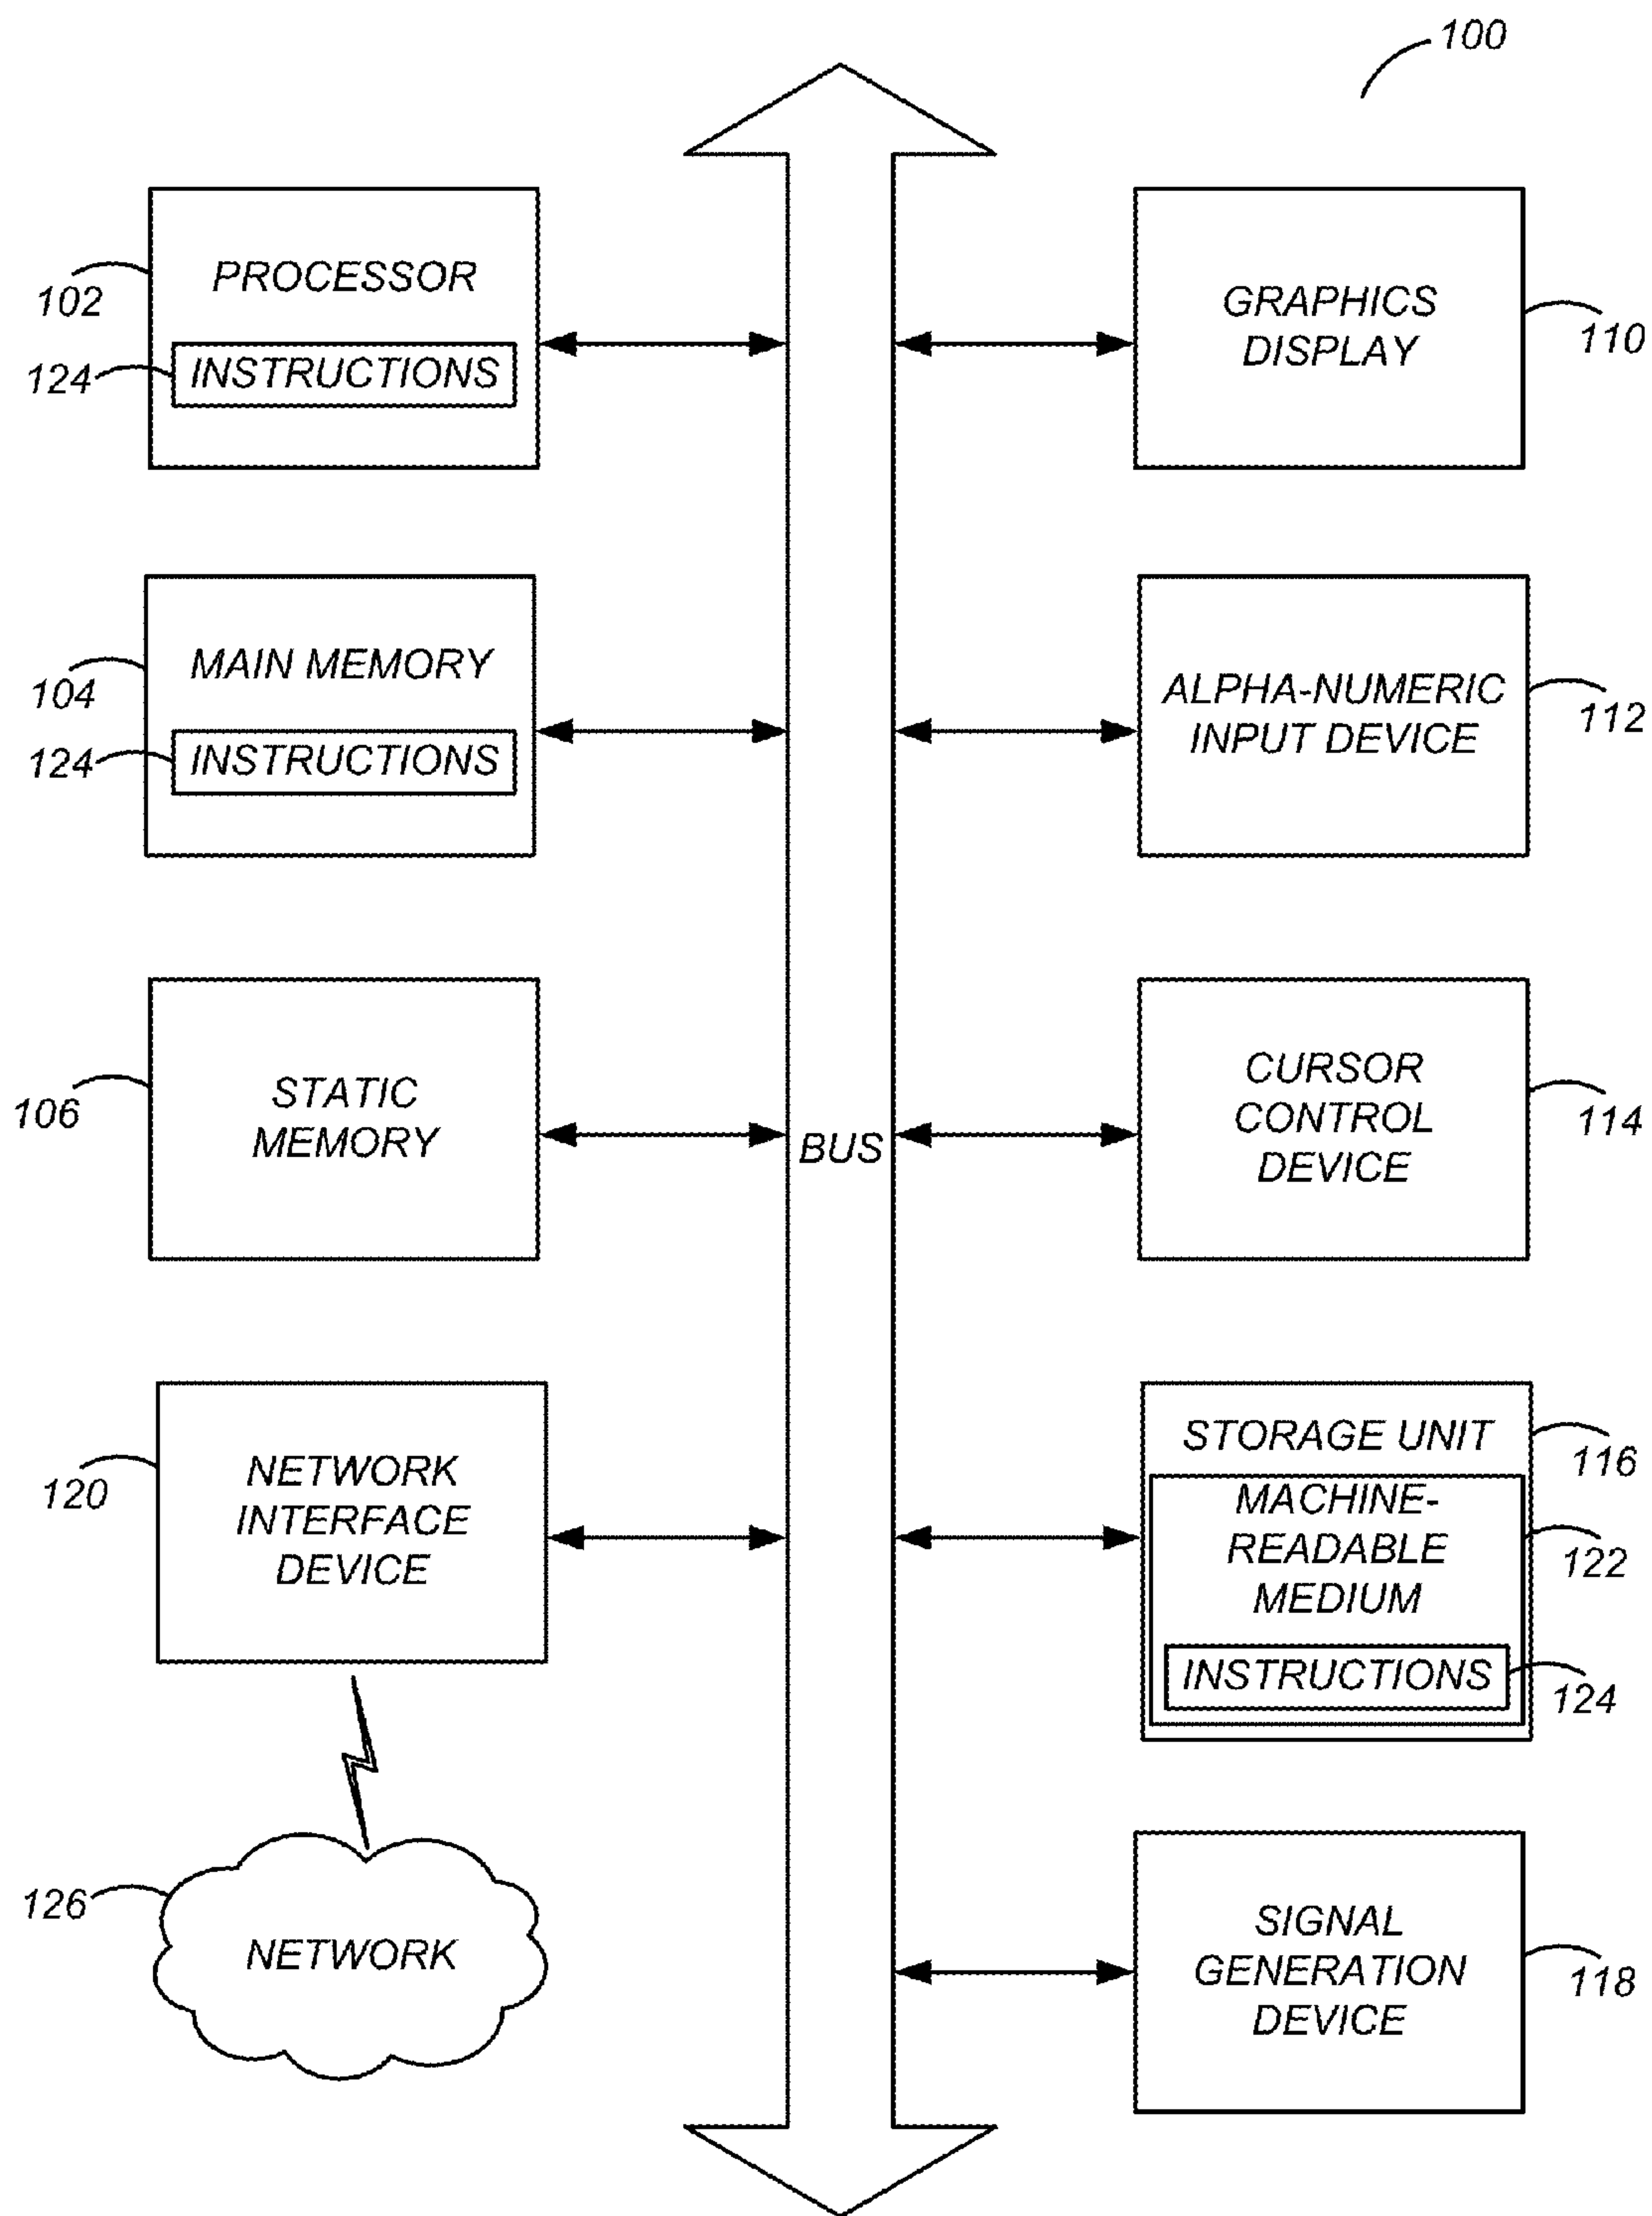 100
PROCESSOR
102
124
INSTRUCTIONS
GRAPHICS
DISPLAY
110
MAIN MEMORY
104
124
INSTRUCTIONS
ALPHA-NUMERIC
INPUT DEVICE
112
STATIC
MEMORY
106
BUS
CURSOR
CONTROL
DEVICE
114
NETWORK
INTERFACE
DEVICE
120
STORAGE UNIT
116
MACHINE-
READABLE
MEDIUM
122
INSTRUCTIONS
124
126
NETWORK
SIGNAL
GENERATION
DEVICE
118